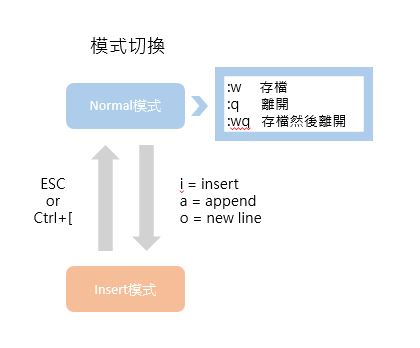 模式切換
Normal模式
:w 存檔
:q 離開
:wq 存檔然後離開
ESC
or
Ctrl+[
i = insert
a = append
o = new line
Insert模式